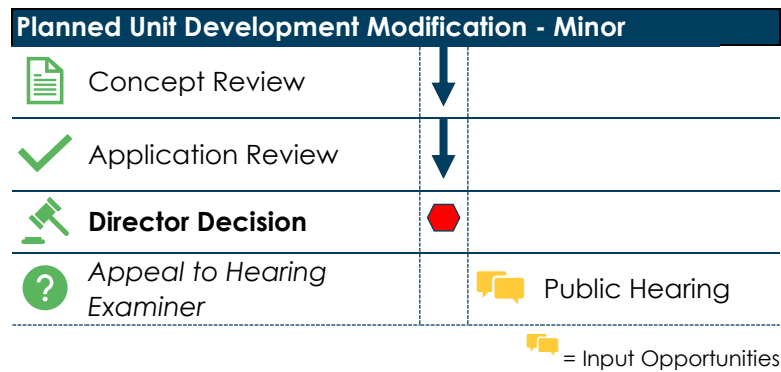 Planned Unit Development Modification - Minor
Concept Review
Application Review
Director Decision
?
Appeal to Hearing
Examiner
Public Hearing
= Input Opportunities